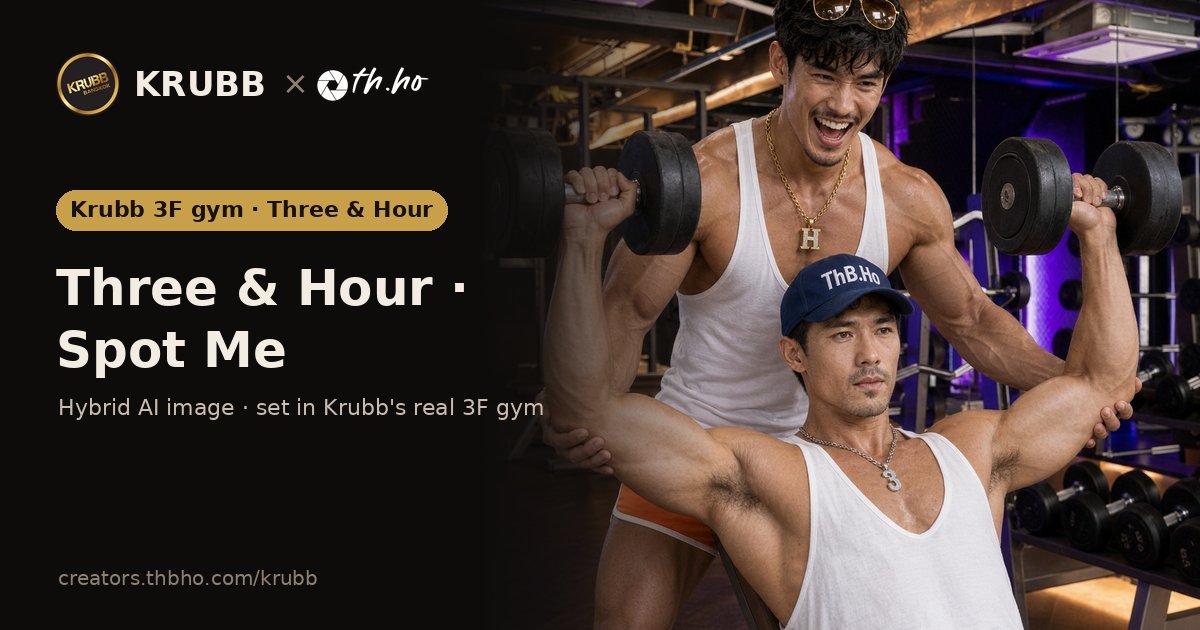 KRUBB
BANGKOK
KRUBB × th.ho
Krubb 3F gym · Three & Hour
Three & Hour ·
Spot Me
Hybrid AI image · set in Krubb's real 3F gym
creators.thbho.com/krubb
H
ThB.Ho
3